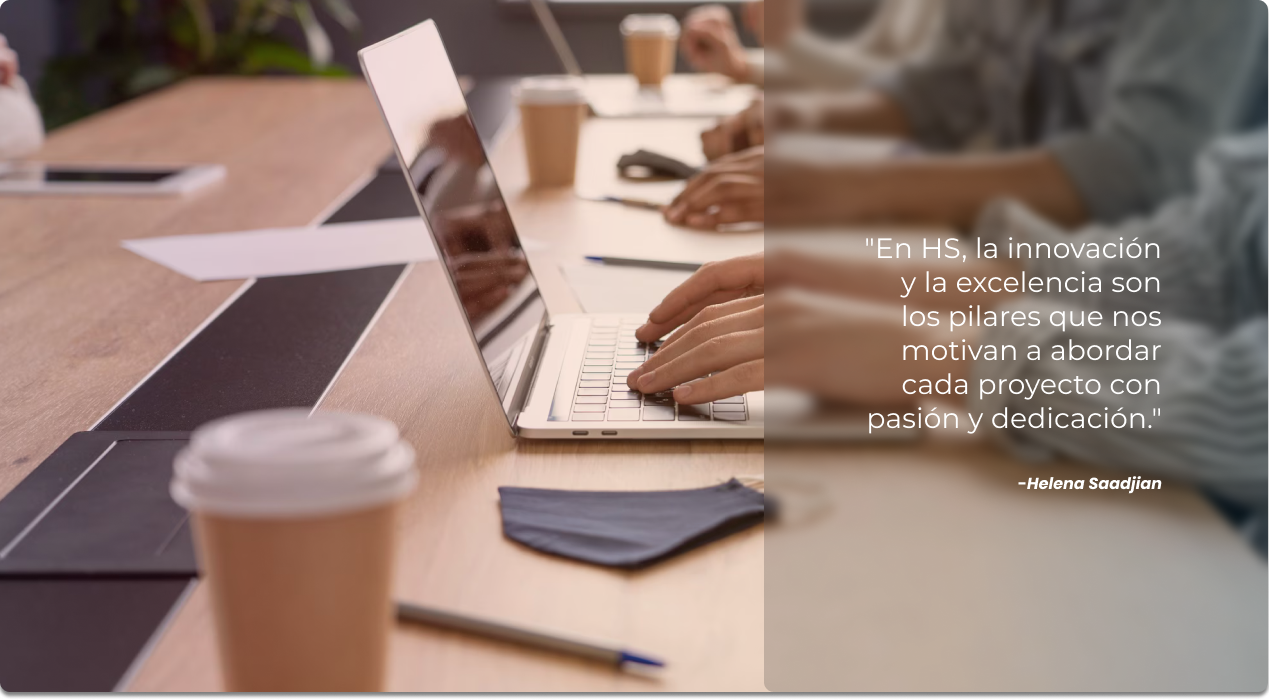 "En HS, la innovación
y la excelencia son
los pilares que nos
motivan a abordar
cada proyecto con
pasión y dedicación."
-Helena Saadjian